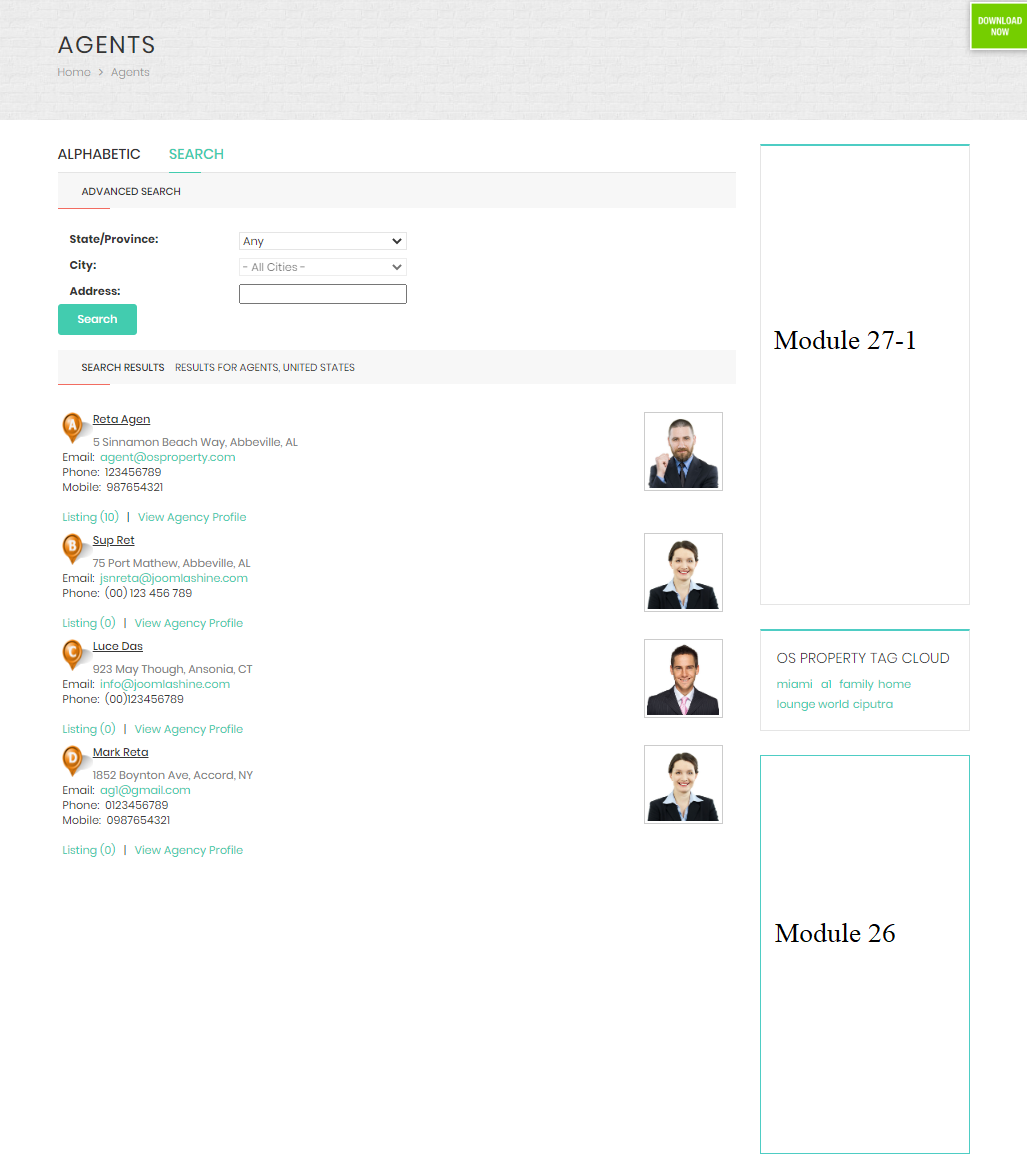 AGENTS
Home > Agents
DOWNLOAD
NOW
ALPHABETIC SEARCH
ADVANCED SEARCH
State/Province: Any
City: - All Cities -
Address:
Search
SEARCH RESULTS RESULTS FOR AGENTS, UNITED STATES
A Reta Agen
5 Sinnamon Beach Way, Abbeville, AL
Email: agent@osproperty.com
Phone: 123456789
Mobile: 987654321
Listing (10) | View Agency Profile
B Sup Ret
75 Port Mathew, Abbeville, AL
Email: jsnreta@joomlashine.com
Phone: (00) 123 456 789
Listing (0) | View Agency Profile
C Luce Das
923 May Though, Ansonia, CT
Email: info@joomlashine.com
Phone: (00)123456789
Listing (0) | View Agency Profile
D Mark Reta
1852 Boynton Ave, Accord, NY
Email: ag1@gmail.com
Phone: 0123456789
Mobile: 0987654321
Listing (0) | View Agency Profile
Module 27-1
OS PROPERTY TAG CLOUD
miami a1 family home
lounge world ciputra
Module 26